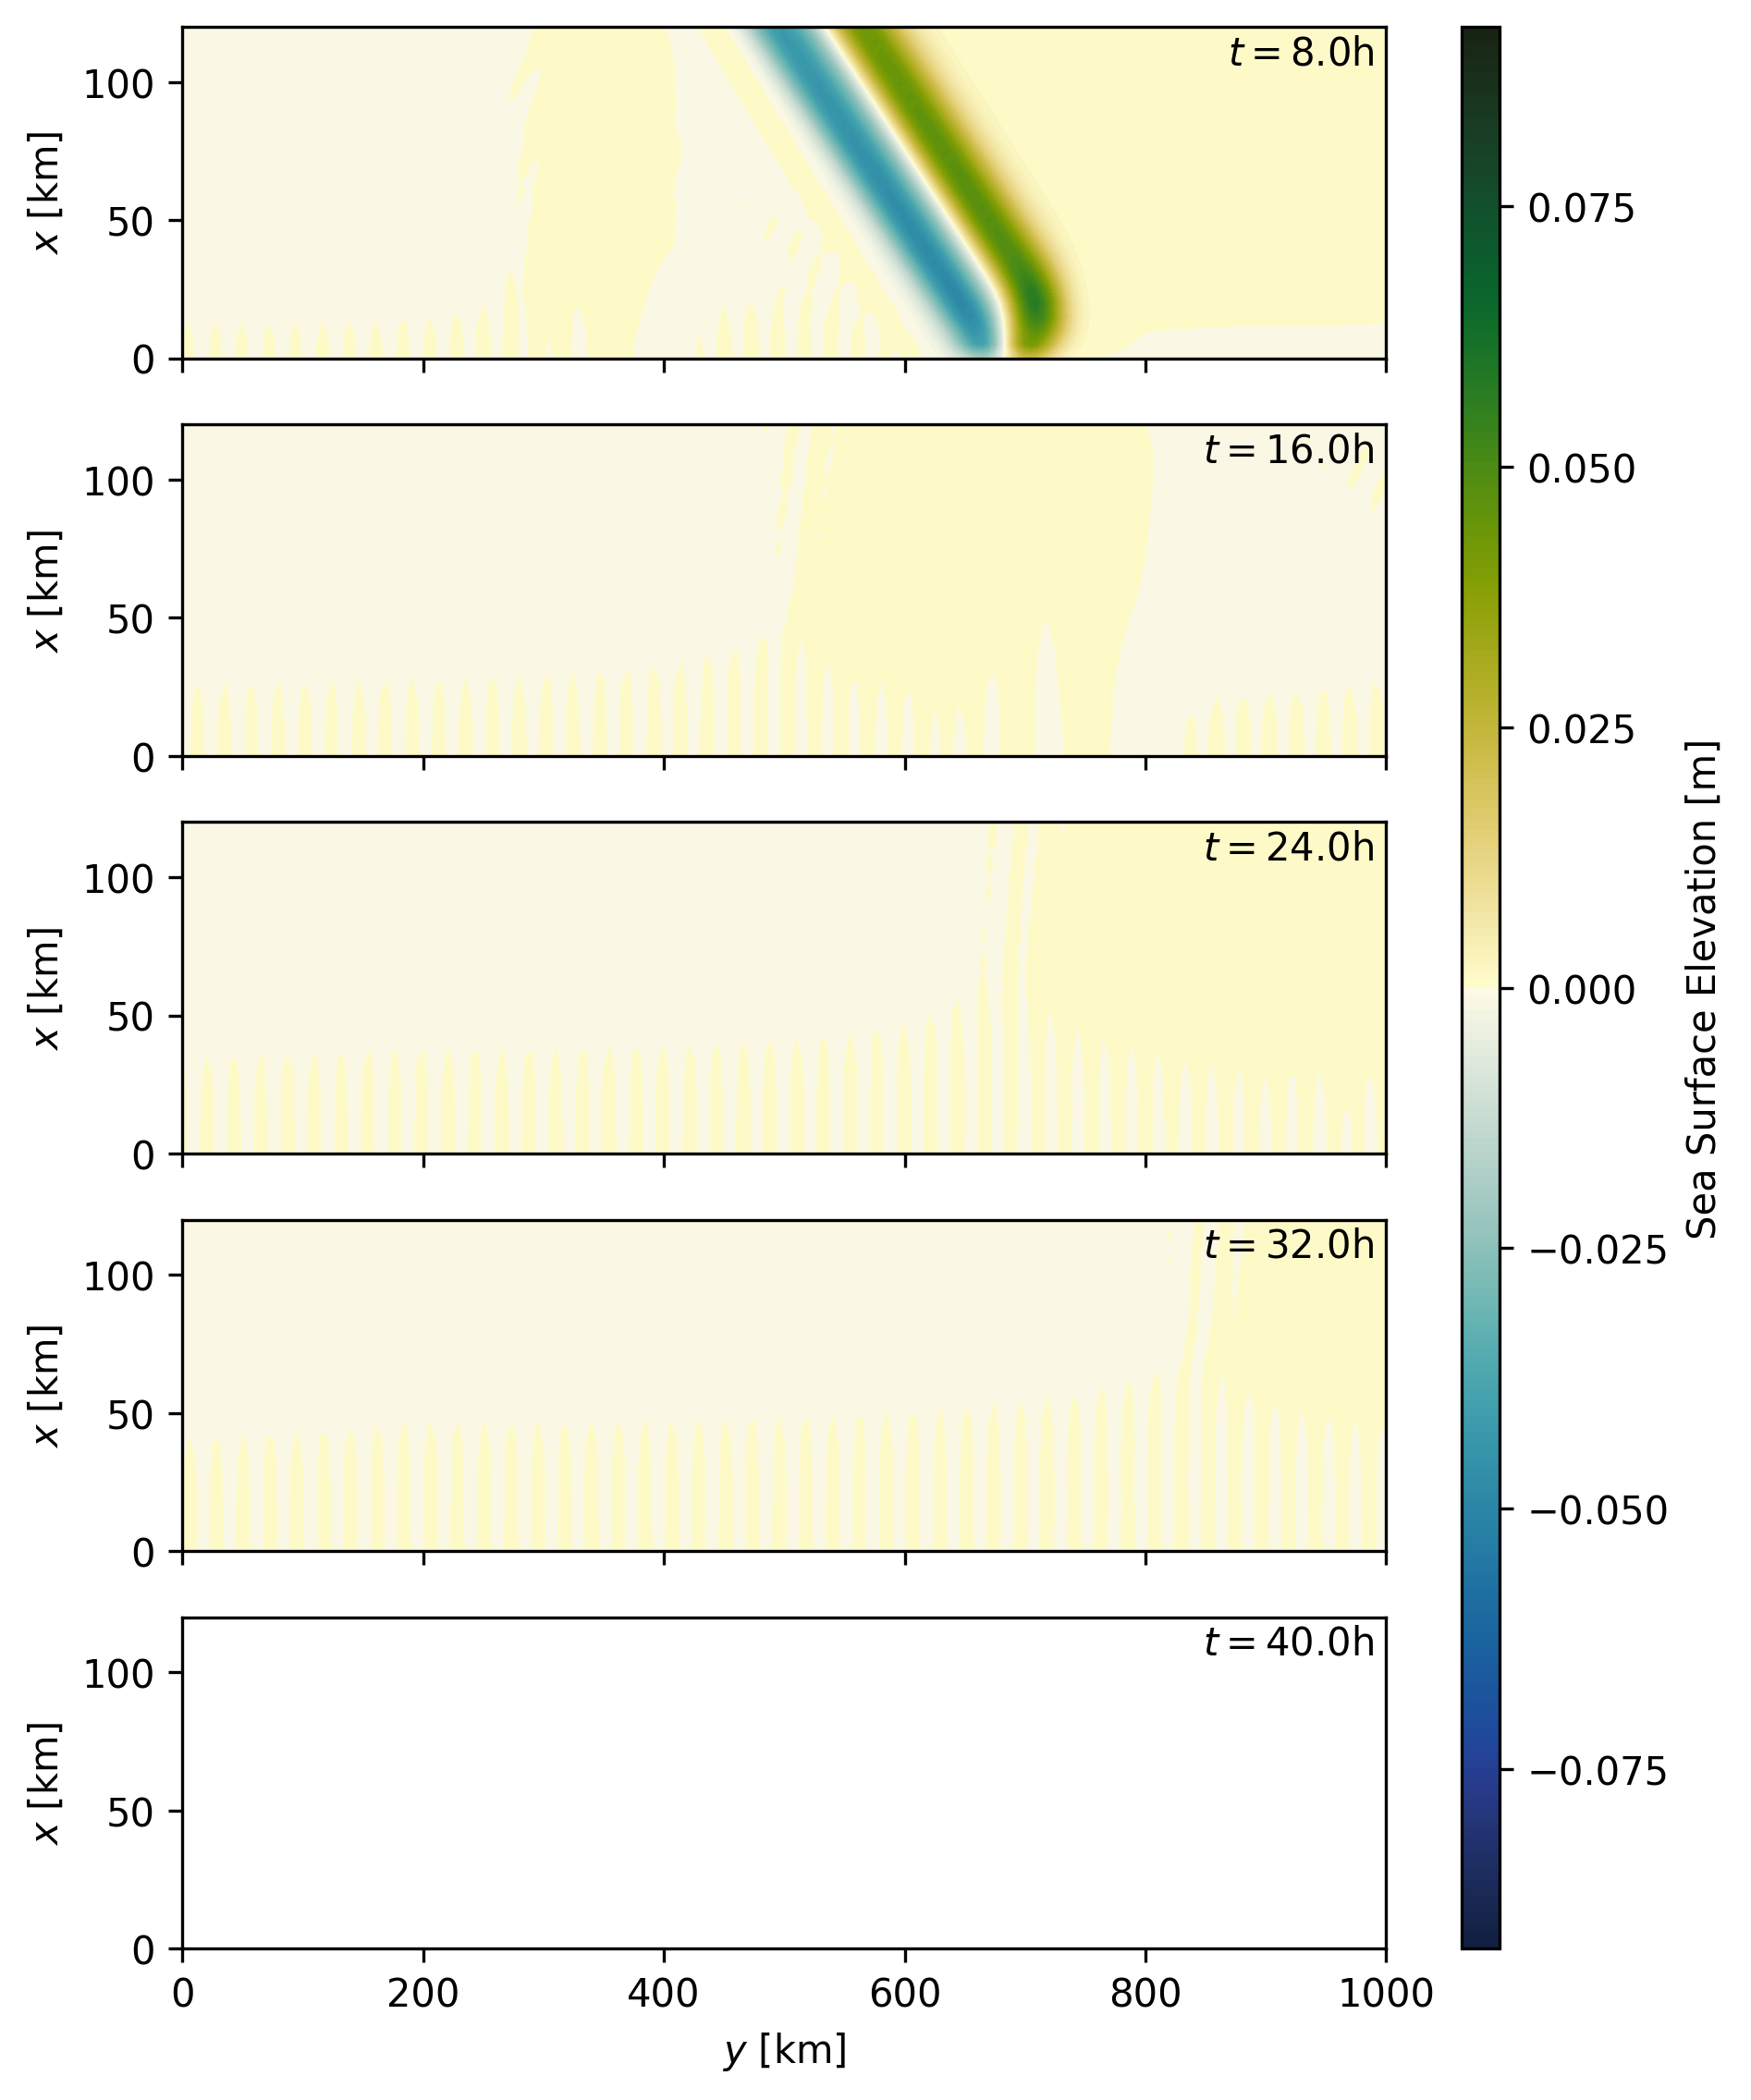 t = 8.0h
x [km]
100
50
0
t = 16.0h
x [km]
100
50
0
t = 24.0h
x [km]
100
50
0
t = 32.0h
x [km]
100
50
0
t = 40.0h
x [km]
100
50
0
0 200 400 600 800 1000
y [km]
0.075
0.050
0.025
0.000
−0.025
−0.050
−0.075
Sea Surface Elevation [m]